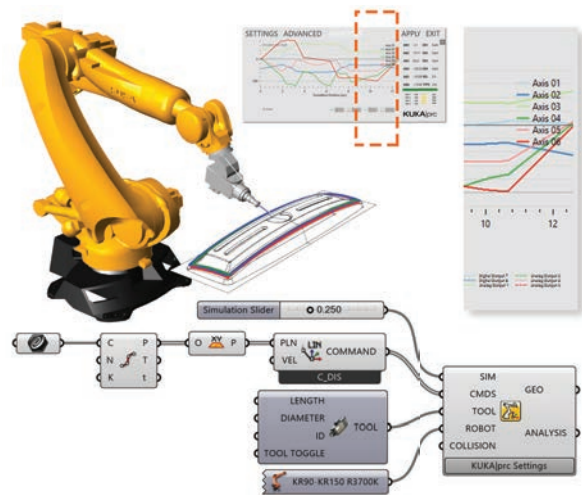 SETTINGS ADVANCED
APPLY EXIT
KUKA|prc
Axis 01
Axis 02
Axis 03
Axis 04
Axis 05
Axis 06
10 12
Simulation Slider 0.250
C P
N T
K t
O XY P
PLN LIN COMMAND
VEL
C_DIS
LENGTH
DIAMETER
ID TOOL
TOOL TOGGLE
KR90-KR150 R3700K
SIM GEO
CMDS
TOOL
ROBOT ANALYSIS
COLLISION
KUKA|prc Settings